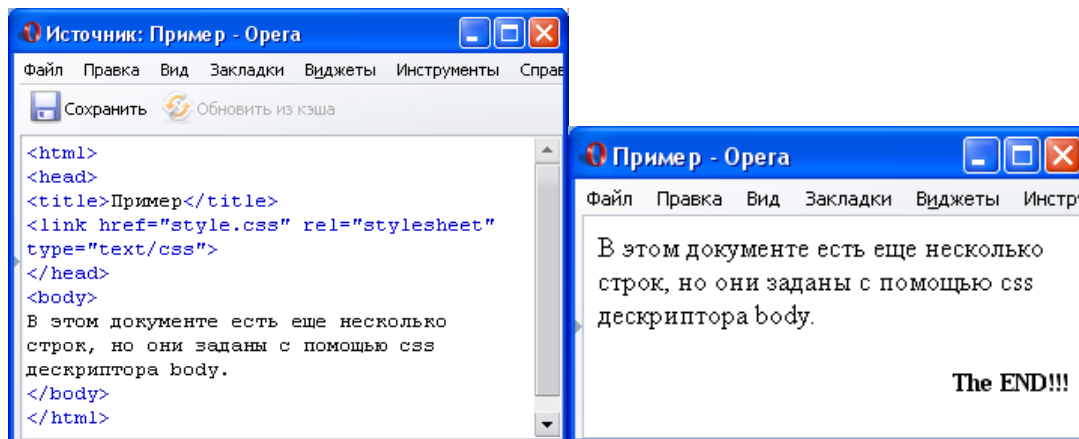 Источник: Пример - Opera
Файл Правка Вид Закладки Виджеты Инструменты Справ
Сохранить Обновить из кэша
<html>
<head>
<title>Пример</title>
<link href="style.css" rel="stylesheet"
type="text/css">
</head>
<body>
В этом документе есть еще несколько
строк, но они заданы с помощью css
дескриптора body.
</body>
</html>
Пример - Opera
Файл Правка Вид Закладки Виджеты Инстр
В этом документе есть еще несколько
строк, но они заданы с помощью css
дескриптора body.
The END!!!